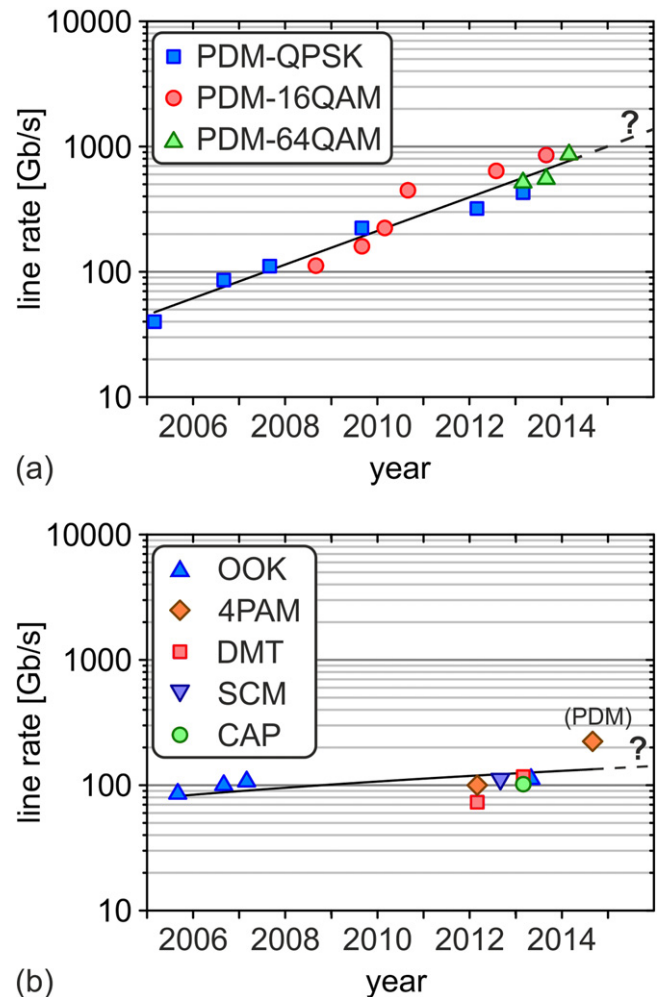 10000
PDM-QPSK
PDM-16QAM
PDM-64QAM
?
1000
100
10
line rate [Gb/s]
2006 2008 2010 2012 2014
year
(a)
10000
OOK
4PAM
DMT
SCM
CAP
(PDM)
?
1000
100
10
line rate [Gb/s]
2006 2008 2010 2012 2014
year
(b)